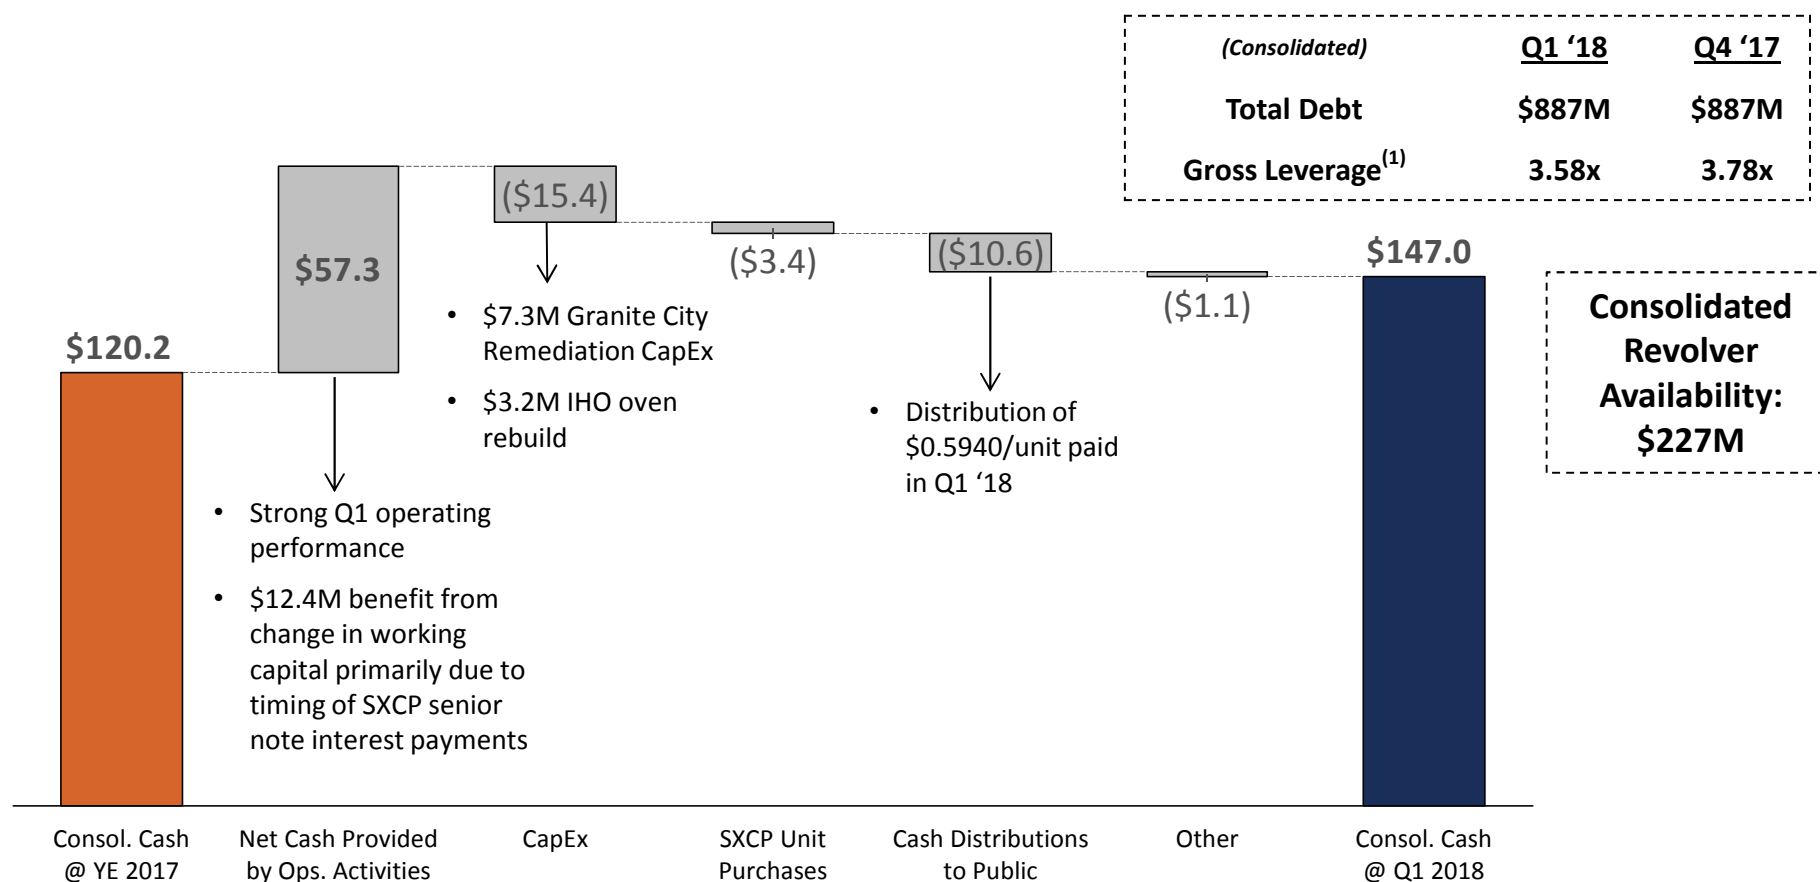 (Consolidated) Q1 ‘18 Q4 ‘17
Total Debt $887M $887M
Gross Leverage(1) 3.58x 3.78x
$120.2
$57.3
($15.4)
($3.4)
($10.6)
($1.1)
$147.0
• $7.3M Granite City
Remediation CapEx
• $3.2M IHO oven
rebuild
• Strong Q1 operating
performance
• $12.4M benefit from
change in working
capital primarily due to
timing of SXCP senior
note interest payments
• Distribution of
$0.5940/unit paid
in Q1 ‘18
Consolidated
Revolver
Availability:
$227M
Consol. Cash
@ YE 2017
Net Cash Provided
by Ops. Activities
CapEx
SXCP Unit
Purchases
Cash Distributions
to Public
Other
Consol. Cash
@ Q1 2018